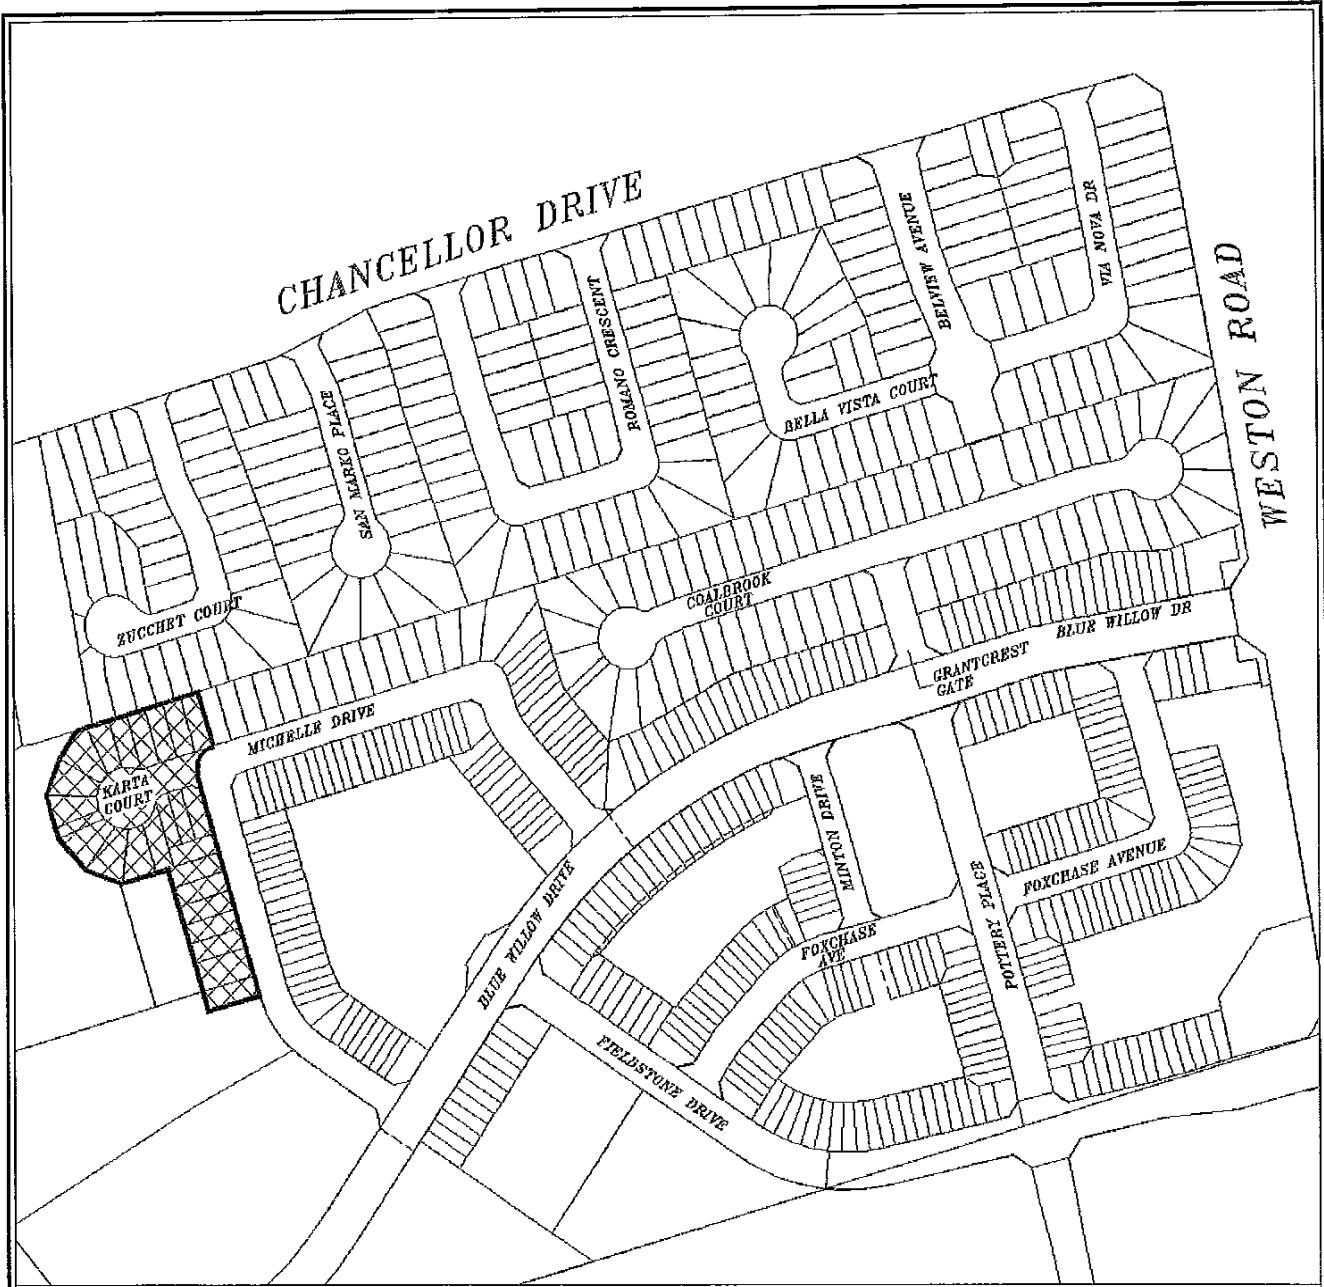 CHANCELLOR DRIVE
VIA NOVA DR
BELVIEW AVENUE
WESTON ROAD
ROMANO CRESCENT
SAN MARKO PLACE
BELLA VISTA COURT
ZUCCHET COURT
COALBROOK
COURT
BLUE WILLOW DR
GRANTCREST
GATE
MICHELLE DRIVE
KARTA
COURT
MINTON DRIVE
FOXCHASE AVENUE
POTTERY PLACE
BLUE WILLOW DRIVE
FOXCHASE
AVE
FIELDSTONE DRIVE